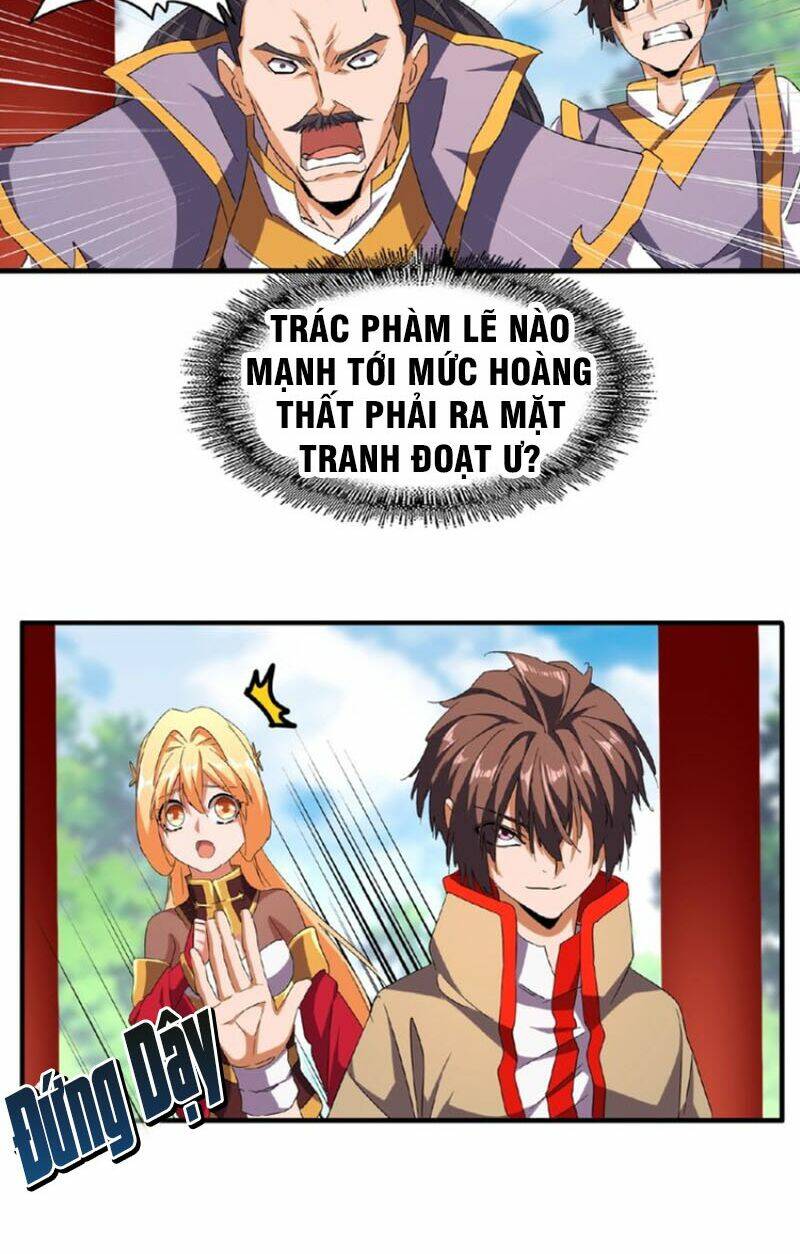 TRÁC PHÀM LẼ NÀO
MẠNH TỚI MỨC HOÀNG
THẤT PHẢI RA MẶT
TRANH ĐOẠT Ư?
Đứng Dậy